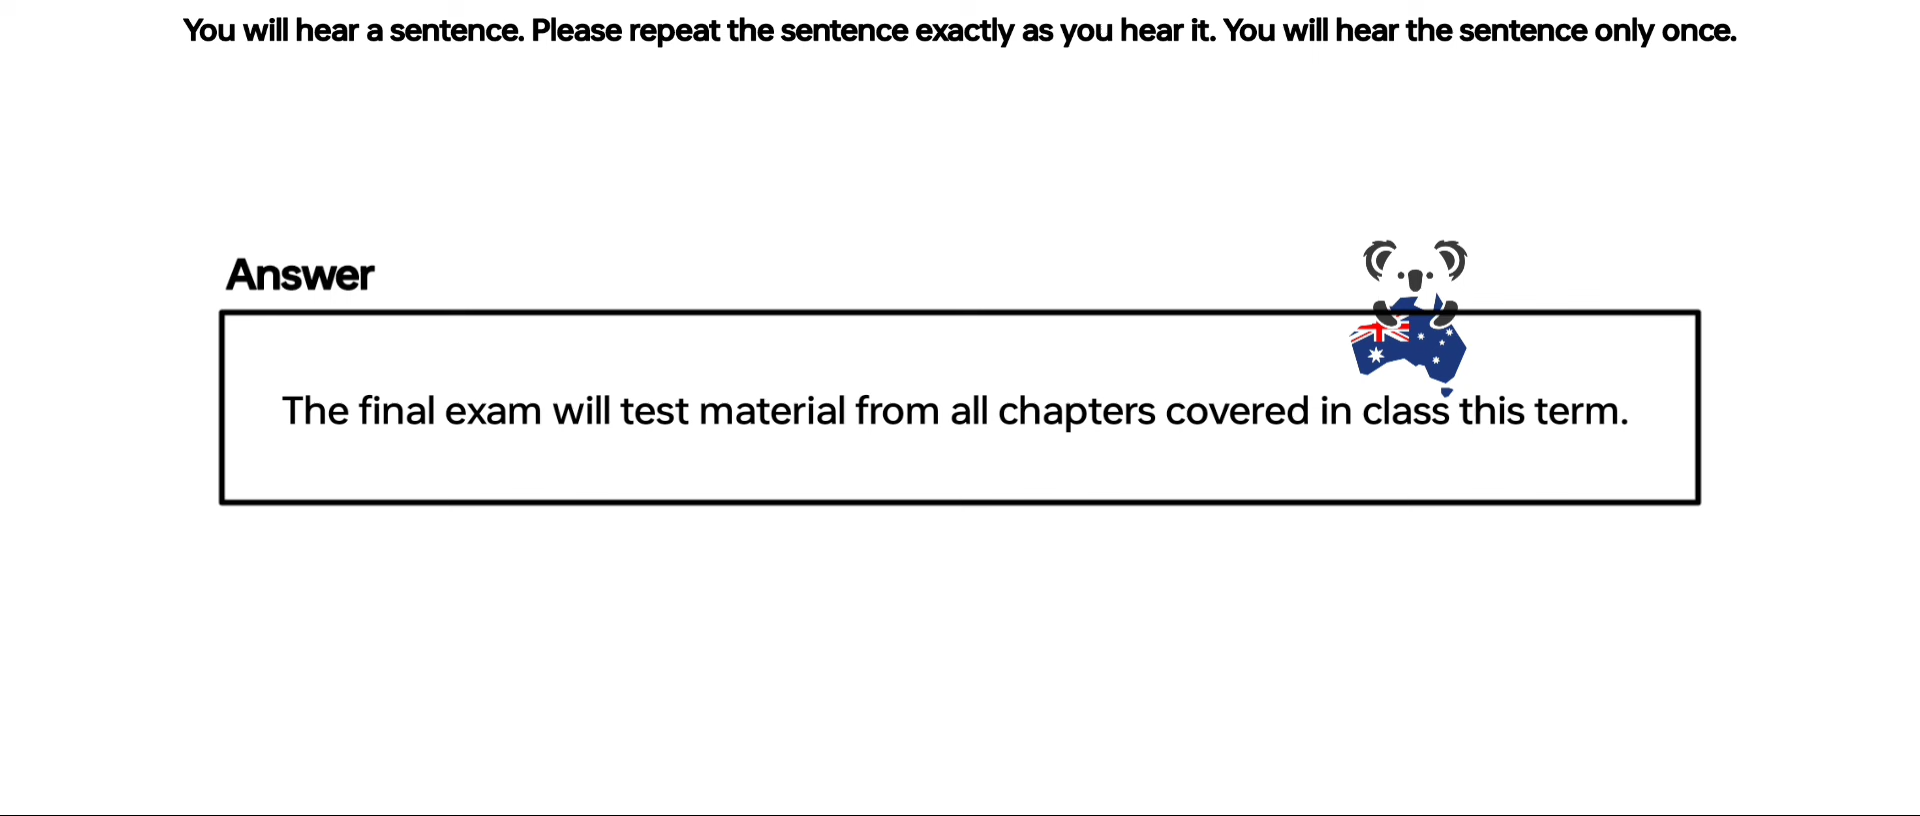 You will hear a sentence. Please repeat the sentence exactly as you hear it. You will hear the sentence only once.
Answer
The final exam will test material from all chapters covered in class this term.